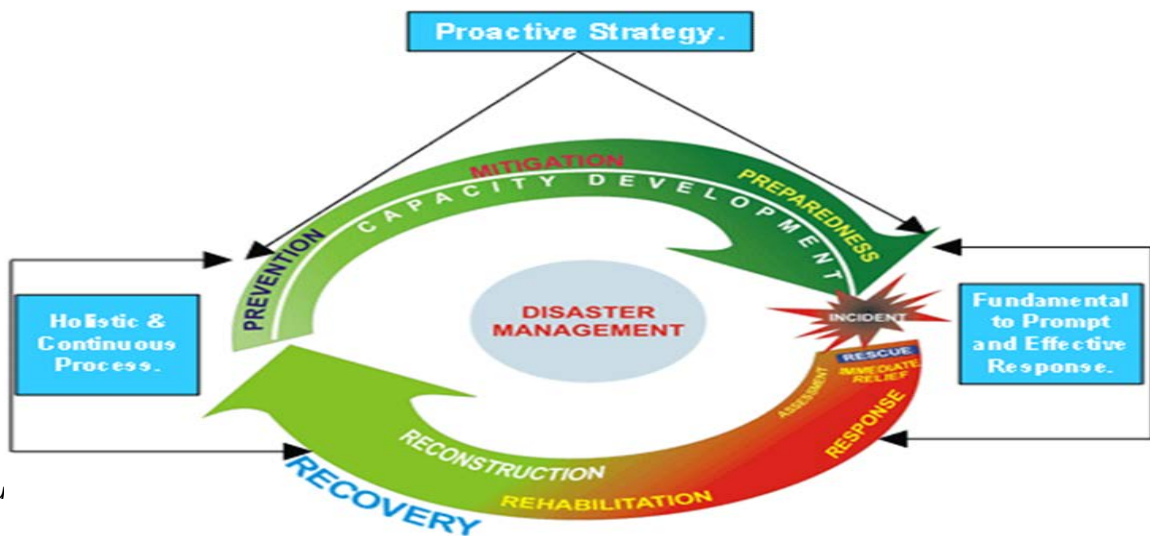 Proactive Strategy.
MITIGATION
CAPACITY DEVELOPMENT
PREPAREDNESS
PREVENTION
Holistic &
Continuous
Process.
DISASTER
MANAGEMENT
INCIDENT
Fundamental
to Prompt
and Effective
Response.
RESCUE
IMMEDIATE
RELIEF
ASSESSMENT
RESPONSE
RECONSTRUCTION
REHABILITATION
RECOVERY